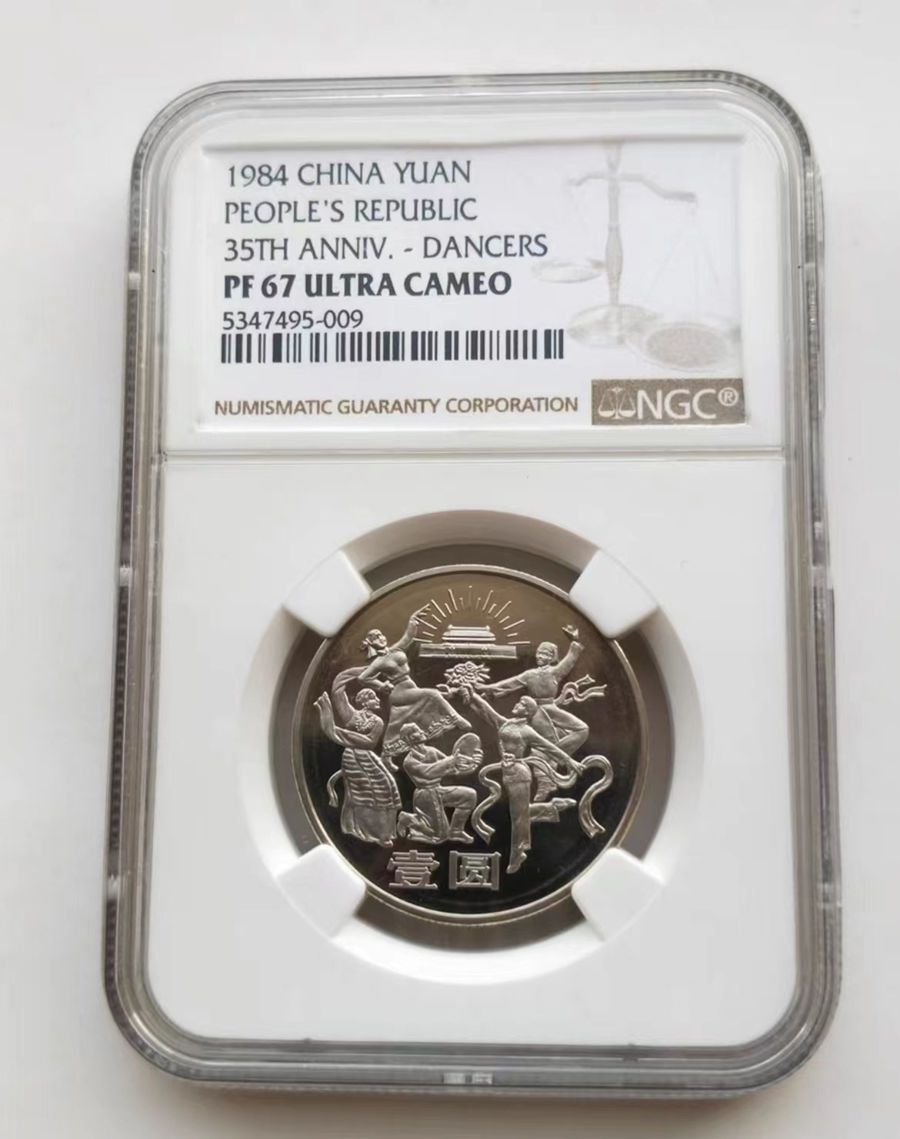 1984 CHINA YUAN
PEOPLE'S REPUBLIC
35TH ANNIV. - DANCERS
PF 67 ULTRA CAMEO
5347495-009
NUMISMATIC GUARANTY CORPORATION NGC®
壹圆